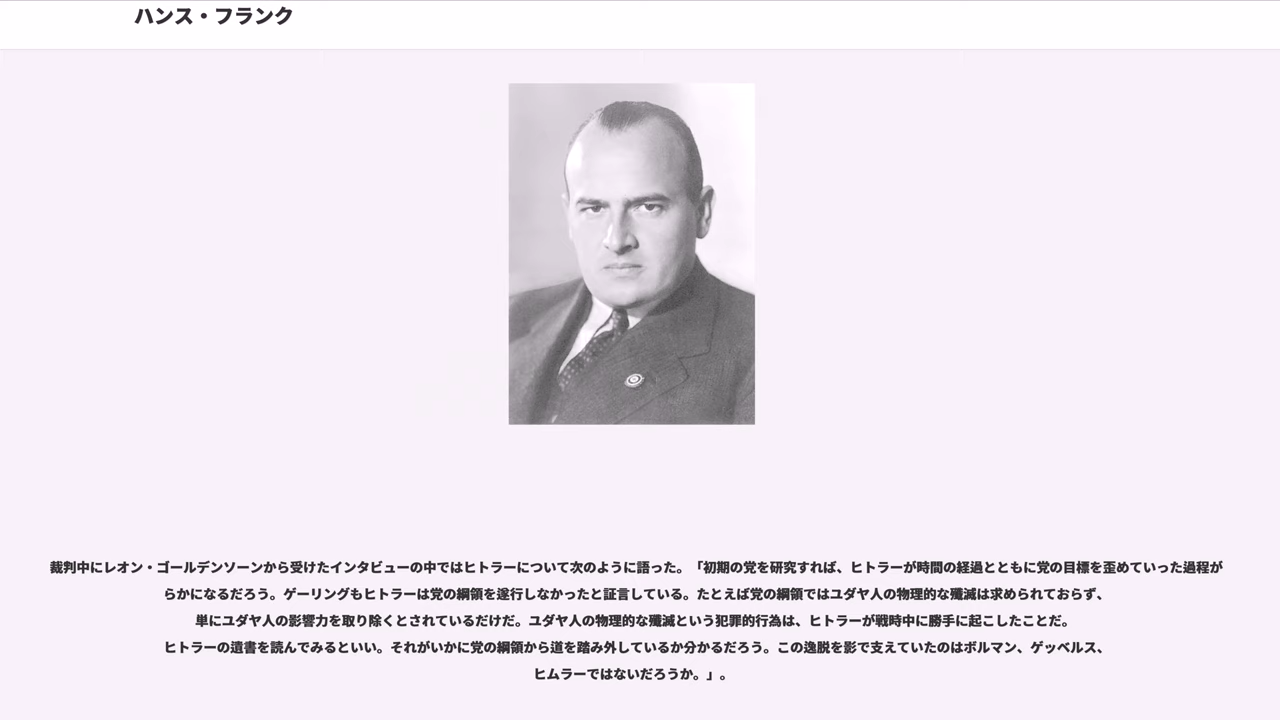 ハンス・フランク
裁判中にレオン・ゴールデンソーンから受けたインタビューの中ではヒトラーについて次のように語った。「初期の党を研究すれば、ヒトラーが時間の経過とともに党の目標を歪めていった過程が
らかになるだろう。ゲーリングもヒトラーは党の綱領を遂行しなかったと証言している。たとえば党の綱領ではユダヤ人の物理的な殲滅は求められておらず、
単にユダヤ人の影響力を取り除くとされているだけだ。ユダヤ人の物理的な殲滅という犯罪的行為は、ヒトラーが戦時中に勝手に起こしたことだ。
ヒトラーの遺書を読んでみるといい。それがいかに党の綱領から道を踏み外しているか分かるだろう。この逸脱を影で支えていたのはボルマン、ゲッベルス、
ヒムラーではないだろうか。」。